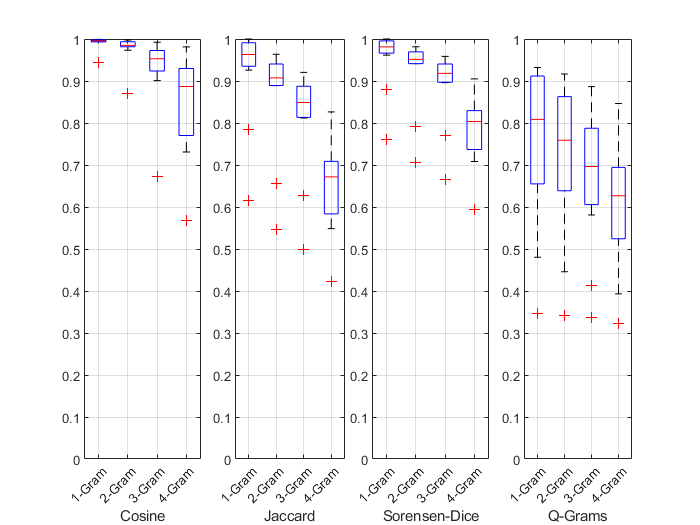 1
0.9
0.8
0.7
0.6
0.5
0.4
0.3
0.2
0.1
0
1-Gram
2-Gram
3-Gram
4-Gram
Cosine
1
0.9
0.8
0.7
0.6
0.5
0.4
0.3
0.2
0.1
0
1-Gram
2-Gram
3-Gram
4-Gram
Jaccard
1
0.9
0.8
0.7
0.6
0.5
0.4
0.3
0.2
0.1
0
1-Gram
2-Gram
3-Gram
4-Gram
Sorensen-Dice
1
0.9
0.8
0.7
0.6
0.5
0.4
0.3
0.2
0.1
0
1-Gram
2-Gram
3-Gram
4-Gram
Q-Grams